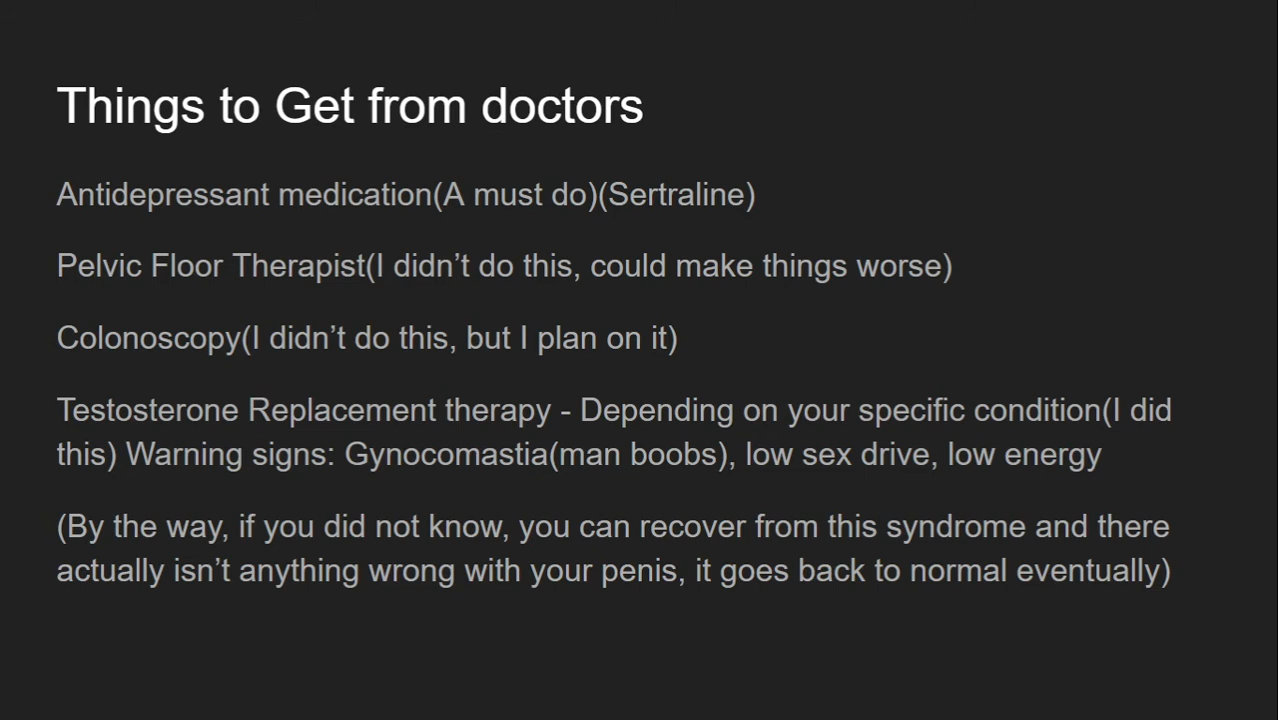 Things to Get from doctors
Antidepressant medication(A must do)(Sertraline)
Pelvic Floor Therapist(I didn’t do this, could make things worse)
Colonoscopy(I didn’t do this, but I plan on it)
Testosterone Replacement therapy - Depending on your specific condition(I did
this) Warning signs: Gynocomastia(man boobs), low sex drive, low energy
(By the way, if you did not know, you can recover from this syndrome and there
actually isn’t anything wrong with your penis, it goes back to normal eventually)